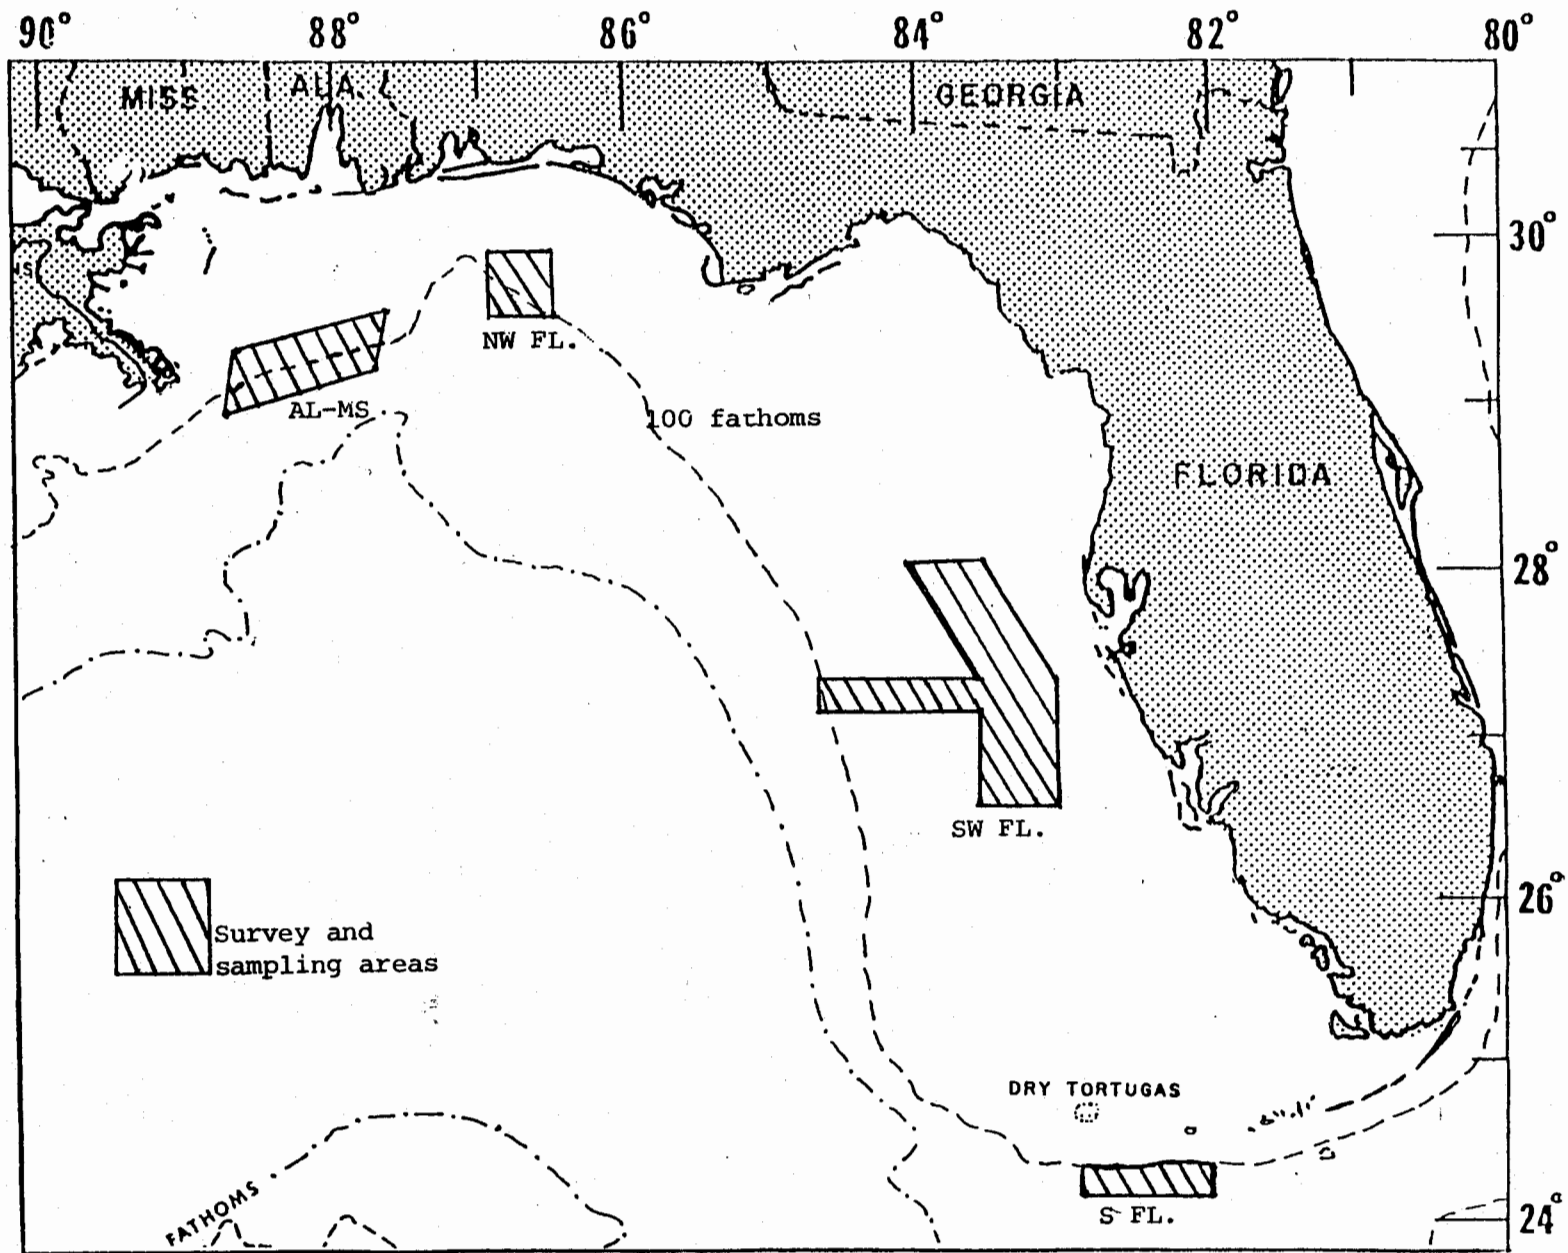 90° 88° 86° 84° 82° 80°
MISS ALA. GEORGIA
30°
NW FL.
AL-MS
100 fathoms
FLORIDA
28°
SW FL.
26°
Survey and
sampling areas
DRY TORTUGAS
FATHOMS
S FL.
24°